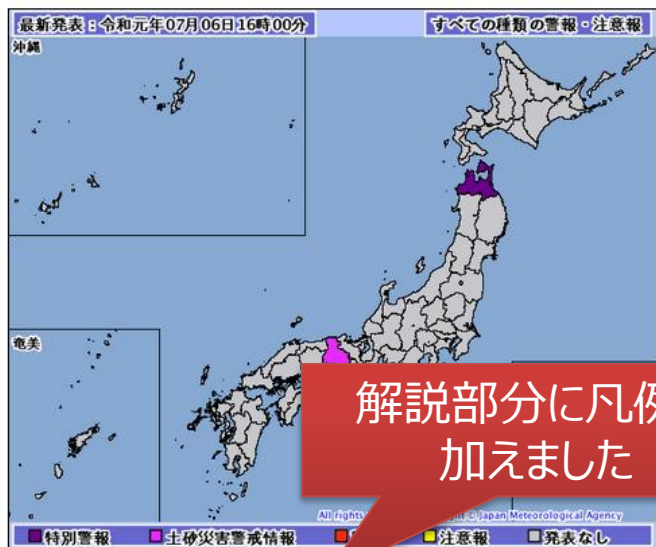 最新発表：令和元年07月06日16時00分
すべての種類の警報・注意報
沖縄
奄美
解説部分に凡例
加えました
All rights
© Japan Meteorological Agency
特別警報
土砂災害警戒情報
注意報
発表なし